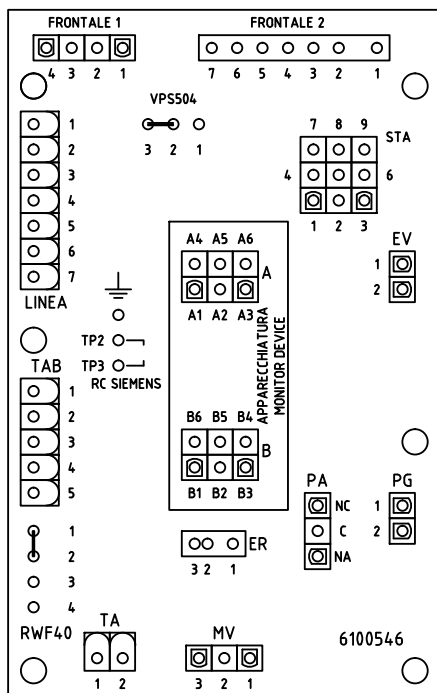 FRONTALE 1
FRONTALE 2
4 3 2 1
7 6 5 4 3 2 1
VPS504
3 2 1
1
2
3
4
5
6
7
LINEA
7 8 9
STA
4 6
1 2 3
EV
1
2
TP2
TP3
RC SIEMENS
A4 A5 A6
A
A1 A2 A3
APPARECCHIATURA
MONITOR DEVICE
B6 B5 B4
B
B1 B2 B3
TAB
1
2
3
4
5
1
2
3
4
RWF40
ER
3 2 1
PA
NC
C
NA
PG
1
2
TA
1 2
MV
3 2 1
6100546